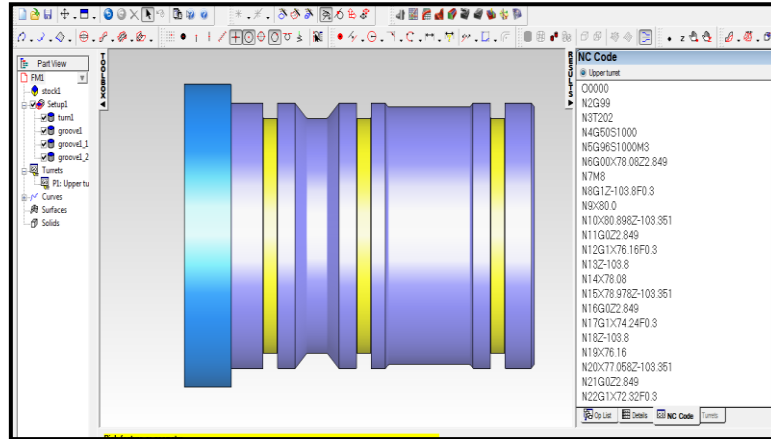 Part View
FM1
stock1
Setup1
turn1
groove1
groove1_1
groove1_2
Turrets
P1: Upper tu
Curves
Surfaces
Solids
TOOLBOX
RESULTS
NC Code
Upper turret
O0000
N2G99
N3T202
N4G50S1000
N5G96S1000M3
N6G00X78.08Z2.849
N7M8
N8G1Z-103.8F0.3
N9X80.0
N10X80.898Z-103.351
N11G0Z2.849
N12G1X76.16F0.3
N13Z-103.8
N14X78.08
N15X78.978Z-103.351
N16G0Z2.849
N17G1X74.24F0.3
N18Z-103.8
N19X76.16
N20X77.058Z-103.351
N21G0Z2.849
N22G1X72.32F0.3
Op List Details NC Code Turrets